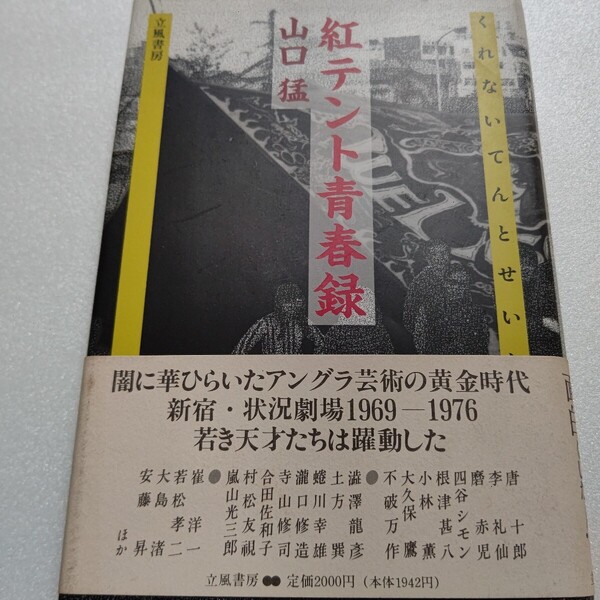 くれないてんとせい
紅テント青春録
山口猛
立風書房
闇に華ひらいたアングラ芸術の黄金時代
新宿・状況劇場1969―1976
若き天才たちは躍動した
唐十郎
李礼仙
麿赤児
四谷シモン
根津甚八
小林薫
大久保鷹
不破万作
●
澁澤龍彦
土方巽
蜷川幸雄
瀧口修造
寺山修司
合田佐和子
村松友視
嵐山光三郎
●
崔洋一
若松孝二
大島渚
安藤昇
ほか
立風書房●●定価2000円（本体1942円）